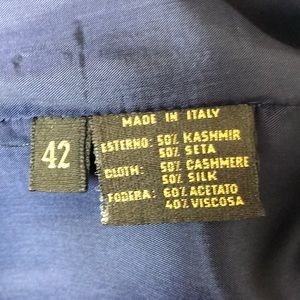 42
MADE IN ITALY
ESTERNO: 50% KASHMIR
50% SETA
CLOTH: 50% CASHMERE
50% SILK
FODERA: 60% ACETATO
40% VISCOSA